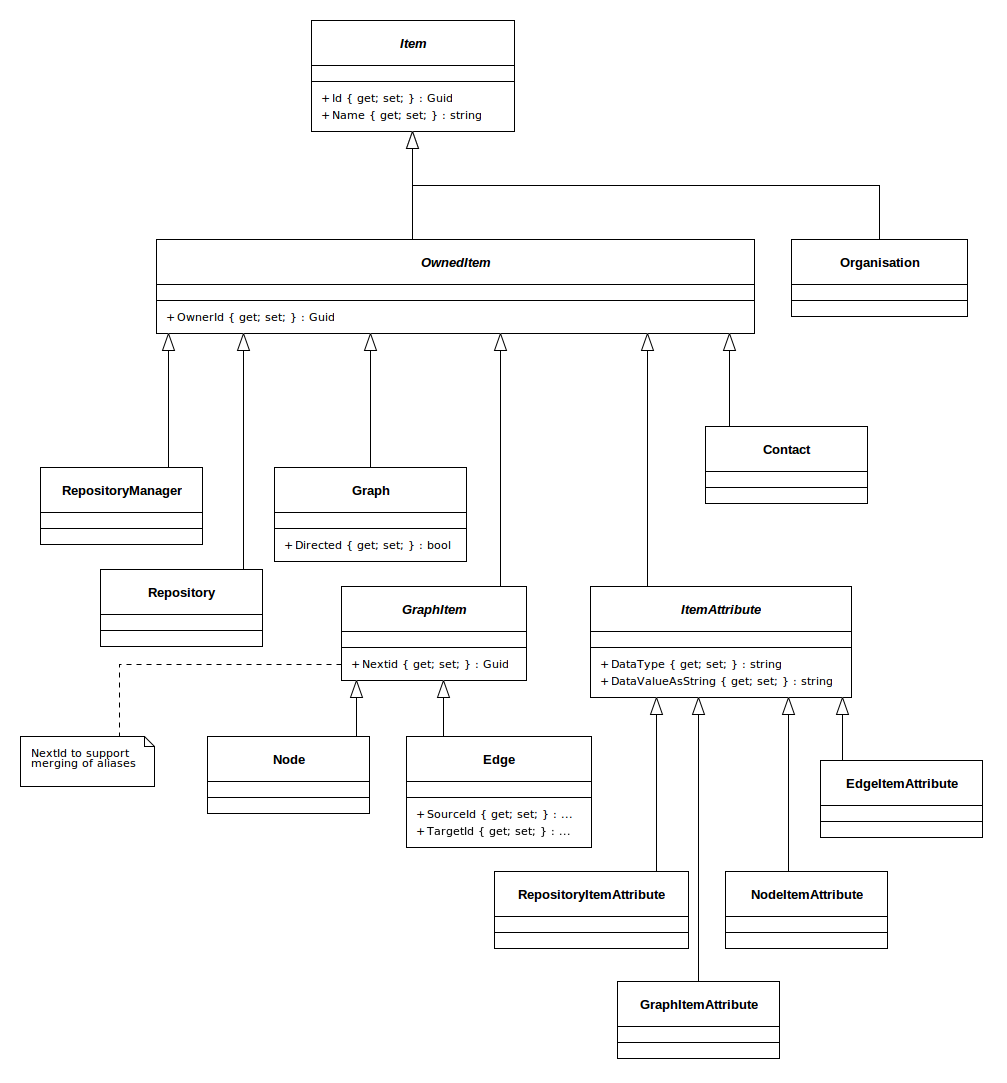 Item
+ Id { get; set; } : Guid
+ Name { get; set; } : string
OwnedItem
+ OwnerId { get; set; } : Guid
Organisation
Contact
RepositoryManager
Graph
+ Directed { get; set; } : bool
Repository
GraphItem
+ Nextid { get; set; } : Guid
ItemAttribute
+ DataType { get; set; } : string
+ DataValueAsString { get; set; } : string
NextId to support
merging of aliases
Node
Edge
+ SourceId { get; set; } : ...
+ TargetId { get; set; } : ...
EdgeItemAttribute
RepositoryItemAttribute
NodeItemAttribute
GraphItemAttribute